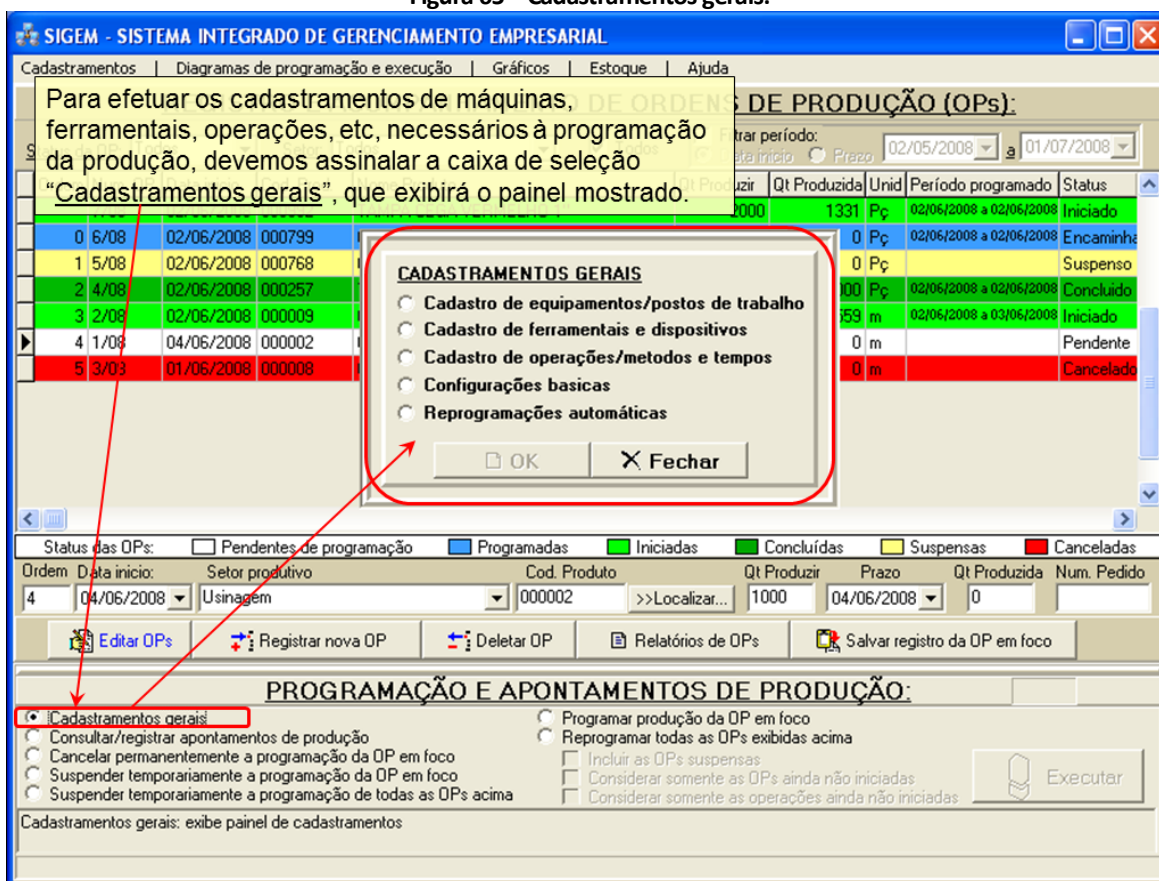 Figura 65 – Cadastramentos gerais.
SIGEM - SISTEMA INTEGRADO DE GERENCIAMENTO EMPRESARIAL
Cadastramentos | Diagramas de programação e execução | Gráficos | Estoque | Ajuda
Para efetuar os cadastramentos de máquinas,
ferramentais, operações, etc, necessários à programação
da produção, devemos assinalar a caixa de seleção
"Cadastramentos gerais", que exibirá o painel mostrado.
DE ORDENS DE PRODUÇÃO (OPs):
Filtrar período:
Data início Prazo 02/05/2008 a 01/07/2008
Qt Produzir Qt Produzida Unid Período programado Status
2000 1331 Pç 02/06/2008 a 02/06/2008 Iniciado
0 6/08 02/06/2008 000799 0 Pç 02/06/2008 a 02/06/2008 Encaminha
1 5/08 02/06/2008 000768 0 Pç Suspenso
2 4/08 02/06/2008 000257 Pç 02/06/2008 a 02/06/2008 Concluido
3 2/08 02/06/2008 000009 m 02/06/2008 a 03/06/2008 Iniciado
4 1/08 04/06/2008 000002 0 m Pendente
5 3/08 01/06/2008 000008 0 m Cancelado
CADASTRAMENTOS GERAIS
Cadastro de equipamentos/postos de trabalho
Cadastro de ferramentais e dispositivos
Cadastro de operações/metodos e tempos
Configurações basicas
Reprogramações automáticas
OK Fechar
Status das OPs: Pendentes de programação Programadas Iniciadas Concluídas Suspensas Canceladas
Ordem Data inicio: Setor produtivo Cod. Produto Qt Produzir Prazo Qt Produzida Num. Pedido
4 04/06/2008 Usinagem 000002 >>Localizar... 1000 04/06/2008 0
Editar OPs Registrar nova OP Deletar OP Relatórios de OPs Salvar registro da OP em foco
PROGRAMAÇÃO E APONTAMENTOS DE PRODUÇÃO:
Cadastramentos gerais Programar produção da OP em foco
Consultar/registrar apontamentos de produção Reprogramar todas as OPs exibidas acima
Cancelar permanentemente a programação da OP em foco Incluir as OPs suspensas
Suspender temporariamente a programação da OP em foco Considerar somente as OPs ainda não iniciadas
Suspender temporariamente a programação de todas as OPs acima Considerar somente as operações ainda não iniciadas
Executar
Cadastramentos gerais: exibe painel de cadastramentos